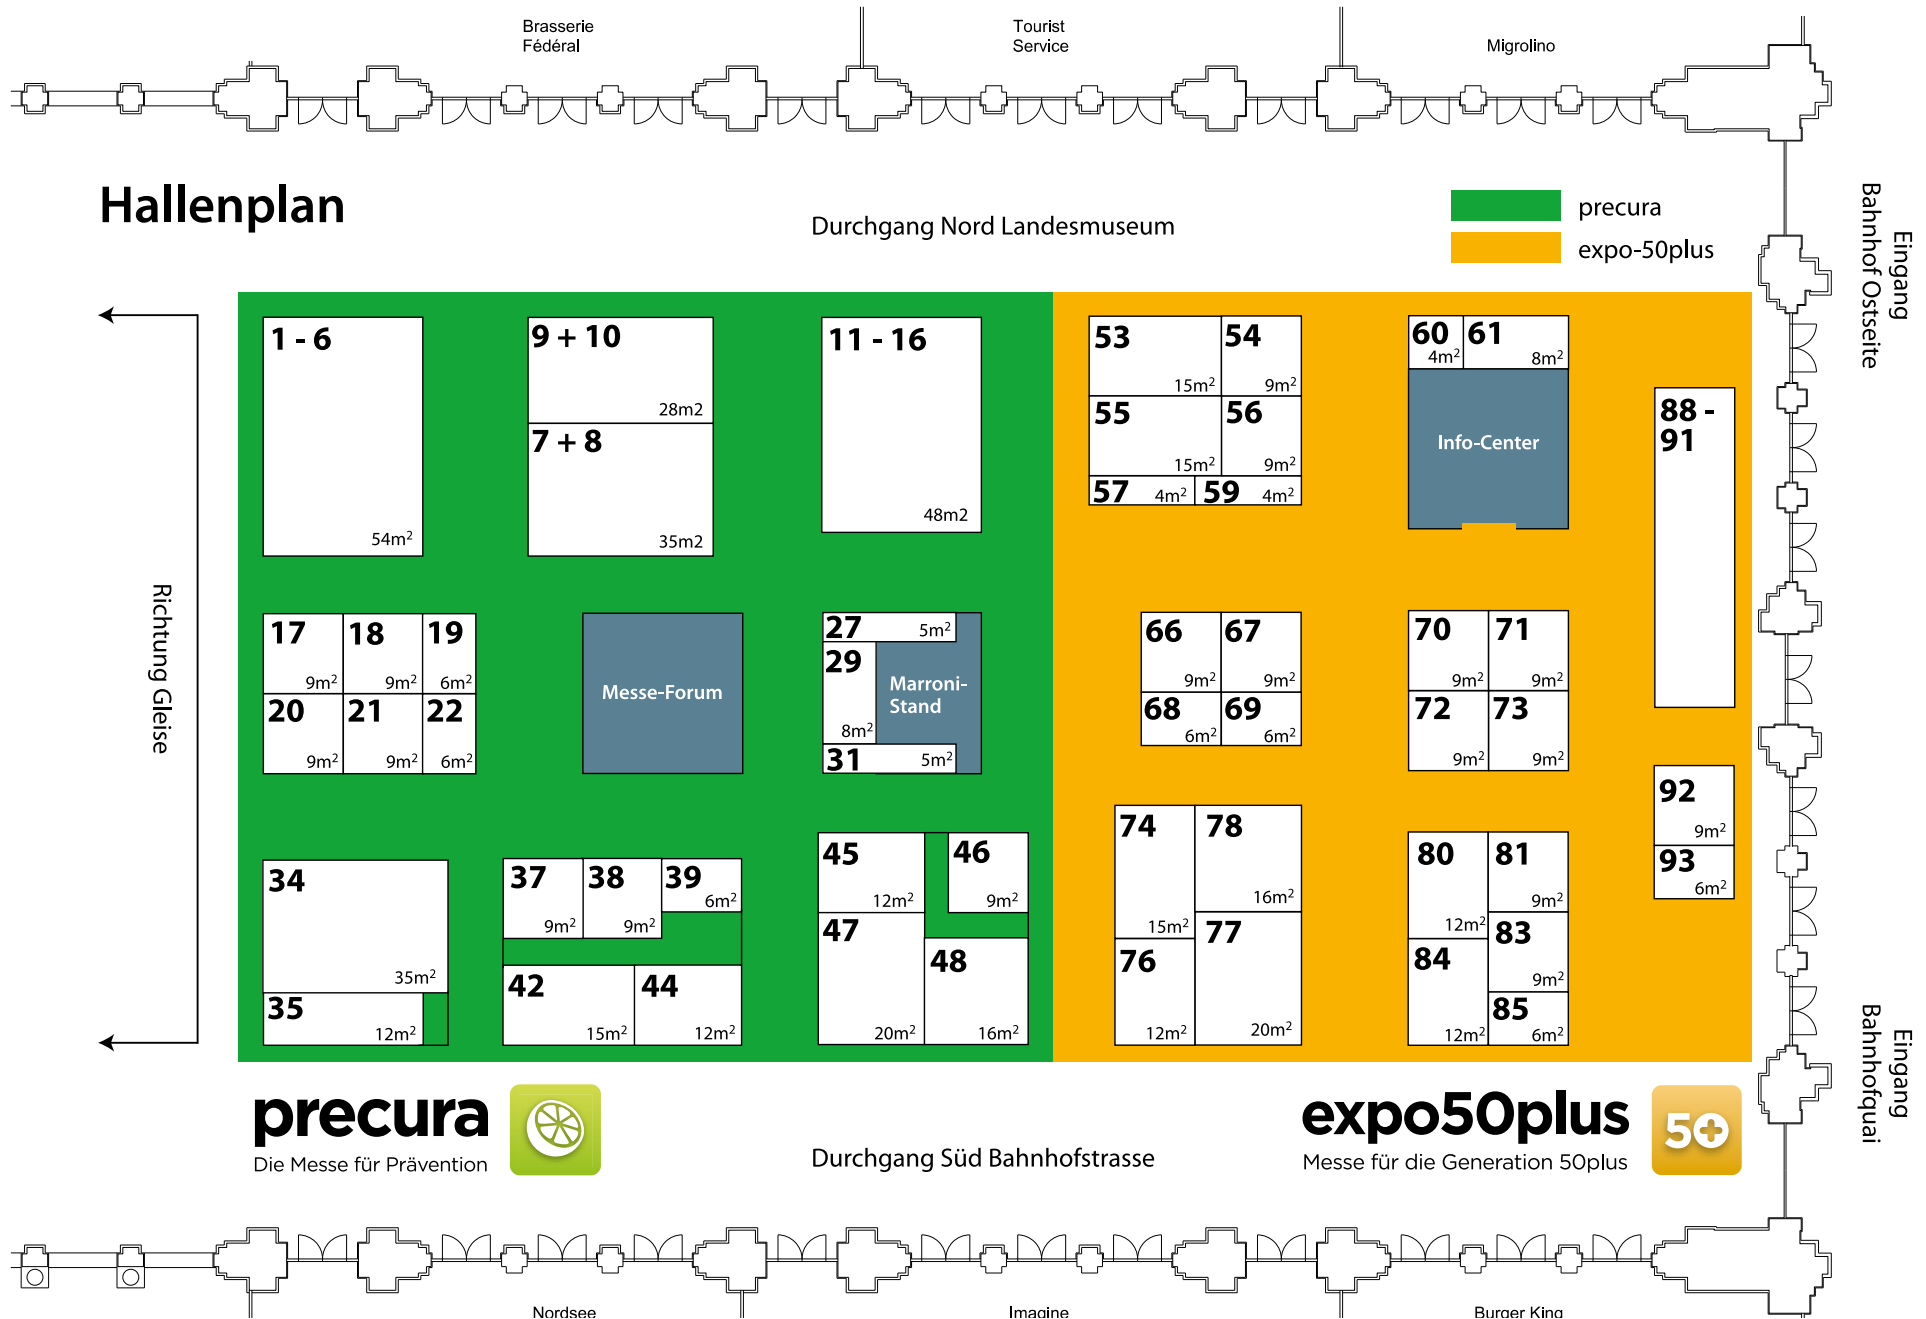 Brasserie
Fédéral
Tourist
Service
Migrolino
Hallenplan
Durchgang Nord Landesmuseum
precura
expo-50plus
Eingang
Bahnhof Ostseite
Richtung Gleise
1 - 6
54m²
9 + 10
28m2
7 + 8
35m2
11 - 16
48m2
53
15m²
54
9m²
55
15m²
56
9m²
57
4m²
59
4m²
60
4m²
61
8m²
Info-Center
88 -
91
17
9m²
18
9m²
19
6m²
20
9m²
21
9m²
22
6m²
Messe-Forum
27
5m²
29
8m²
Marroni-
Stand
31
5m²
66
9m²
67
9m²
68
6m²
69
6m²
70
9m²
71
9m²
72
9m²
73
9m²
92
9m²
93
6m²
34
35m²
35
12m²
37
9m²
38
9m²
39
6m²
42
15m²
44
12m²
45
12m²
46
9m²
47
20m²
48
16m²
74
15m²
78
16m²
76
12m²
77
20m²
80
12m²
81
9m²
83
9m²
84
12m²
85
6m²
Eingang
Bahnhofquai
precura
Die Messe für Prävention
Durchgang Süd Bahnhofstrasse
expo50plus
Messe für die Generation 50plus
50
Nordsee
Imagine
Burger King